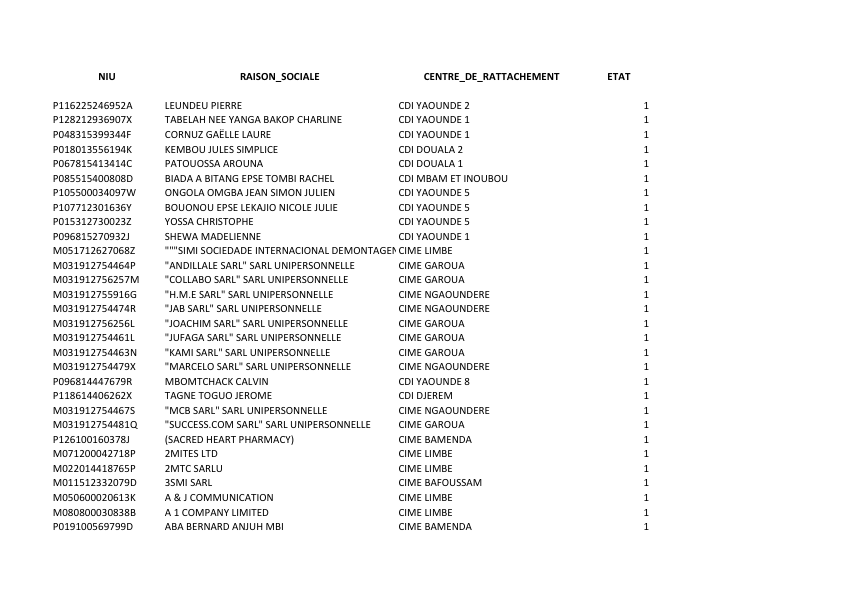 NIU RAISON_SOCIALE CENTRE_DE_RATTACHEMENT ETAT
P116225246952A LEUNDEU PIERRE CDI YAOUNDE 2 1
P128212936907X TABELAH NEE YANGA BAKOP CHARLINE CDI YAOUNDE 1 1
P048315399344F CORNUZ GAËLLE LAURE CDI YAOUNDE 1 1
P018013556194K KEMBOU JULES SIMPLICE CDI DOUALA 2 1
P067815413414C PATOUOSSA AROUNA CDI DOUALA 1 1
P085515400808D BIADA A BITANG EPSE TOMBI RACHEL CDI MBAM ET INOUBOU 1
P105500034097W ONGOLA OMGBA JEAN SIMON JULIEN CDI YAOUNDE 5 1
P107712301636Y BOUONOU EPSE LEKAJIO NICOLE JULIE CDI YAOUNDE 5 1
P015312730023Z YOSSA CHRISTOPHE CDI YAOUNDE 5 1
P096815270932J SHEWA MADELIENNE CDI YAOUNDE 1 1
M051712627068Z """SIMI SOCIEDADE INTERNACIONAL DEMONTAGEN CIME LIMBE 1
M031912754464P "ANDILLALE SARL" SARL UNIPERSONNELLE CIME GAROUA 1
M031912756257M "COLLABO SARL" SARL UNIPERSONNELLE CIME GAROUA 1
M031912755916G "H.M.E SARL" SARL UNIPERSONNELLE CIME NGAOUNDERE 1
M031912754474R "JAB SARL" SARL UNIPERSONNELLE CIME NGAOUNDERE 1
M031912756256L "JOACHIM SARL" SARL UNIPERSONNELLE CIME GAROUA 1
M031912754461L "JUFAGA SARL" SARL UNIPERSONNELLE CIME GAROUA 1
M031912754463N "KAMI SARL" SARL UNIPERSONNELLE CIME GAROUA 1
M031912754479X "MARCELO SARL" SARL UNIPERSONNELLE CIME NGAOUNDERE 1
P096814447679R MBOMTCHACK CALVIN CDI YAOUNDE 8 1
P118614406262X TAGNE TOGUO JEROME CDI DJEREM 1
M031912754467S "MCB SARL" SARL UNIPERSONNELLE CIME NGAOUNDERE 1
M031912754481Q "SUCCESS.COM SARL" SARL UNIPERSONNELLE CIME GAROUA 1
P126100160378J (SACRED HEART PHARMACY) CIME BAMENDA 1
M071200042718P 2MITES LTD CIME LIMBE 1
M022014418765P 2MTC SARLU CIME LIMBE 1
M011512332079D 3SMI SARL CIME BAFOUSSAM 1
M050600020613K A & J COMMUNICATION CIME LIMBE 1
M080800030838B A 1 COMPANY LIMITED CIME LIMBE 1
P019100569799D ABA BERNARD ANJUH MBI CIME BAMENDA 1